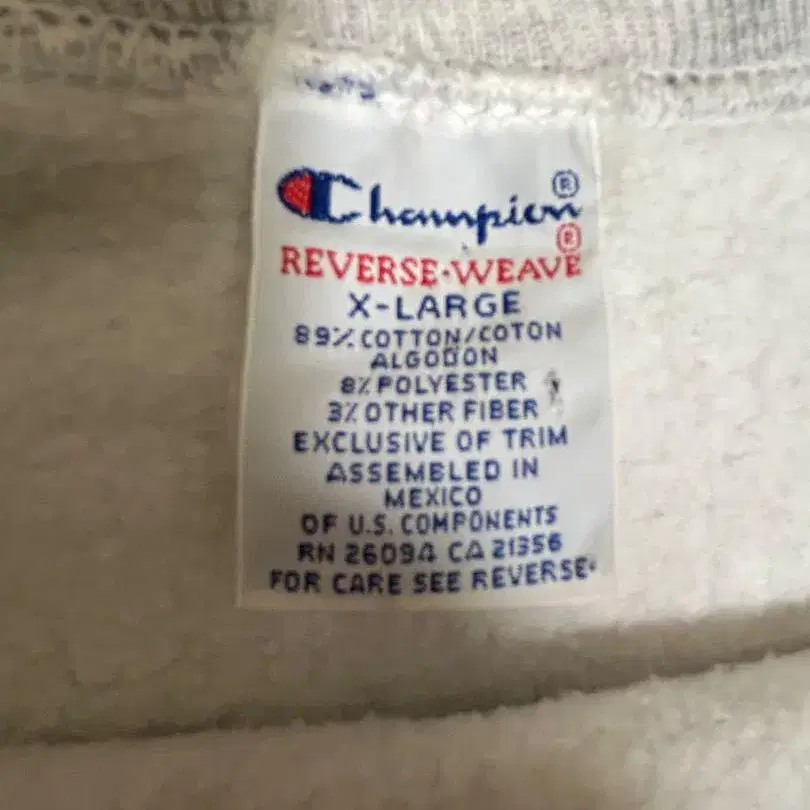 Champion®
REVERSE·WEAVE®
X-LARGE
89% COTTON/COTON
ALGODON
8% POLYESTER
3% OTHER FIBER
EXCLUSIVE OF TRIM
ASSEMBLED IN
MEXICO
OF U.S. COMPONENTS
RN 26094 CA 21356
FOR CARE SEE REVERSE·